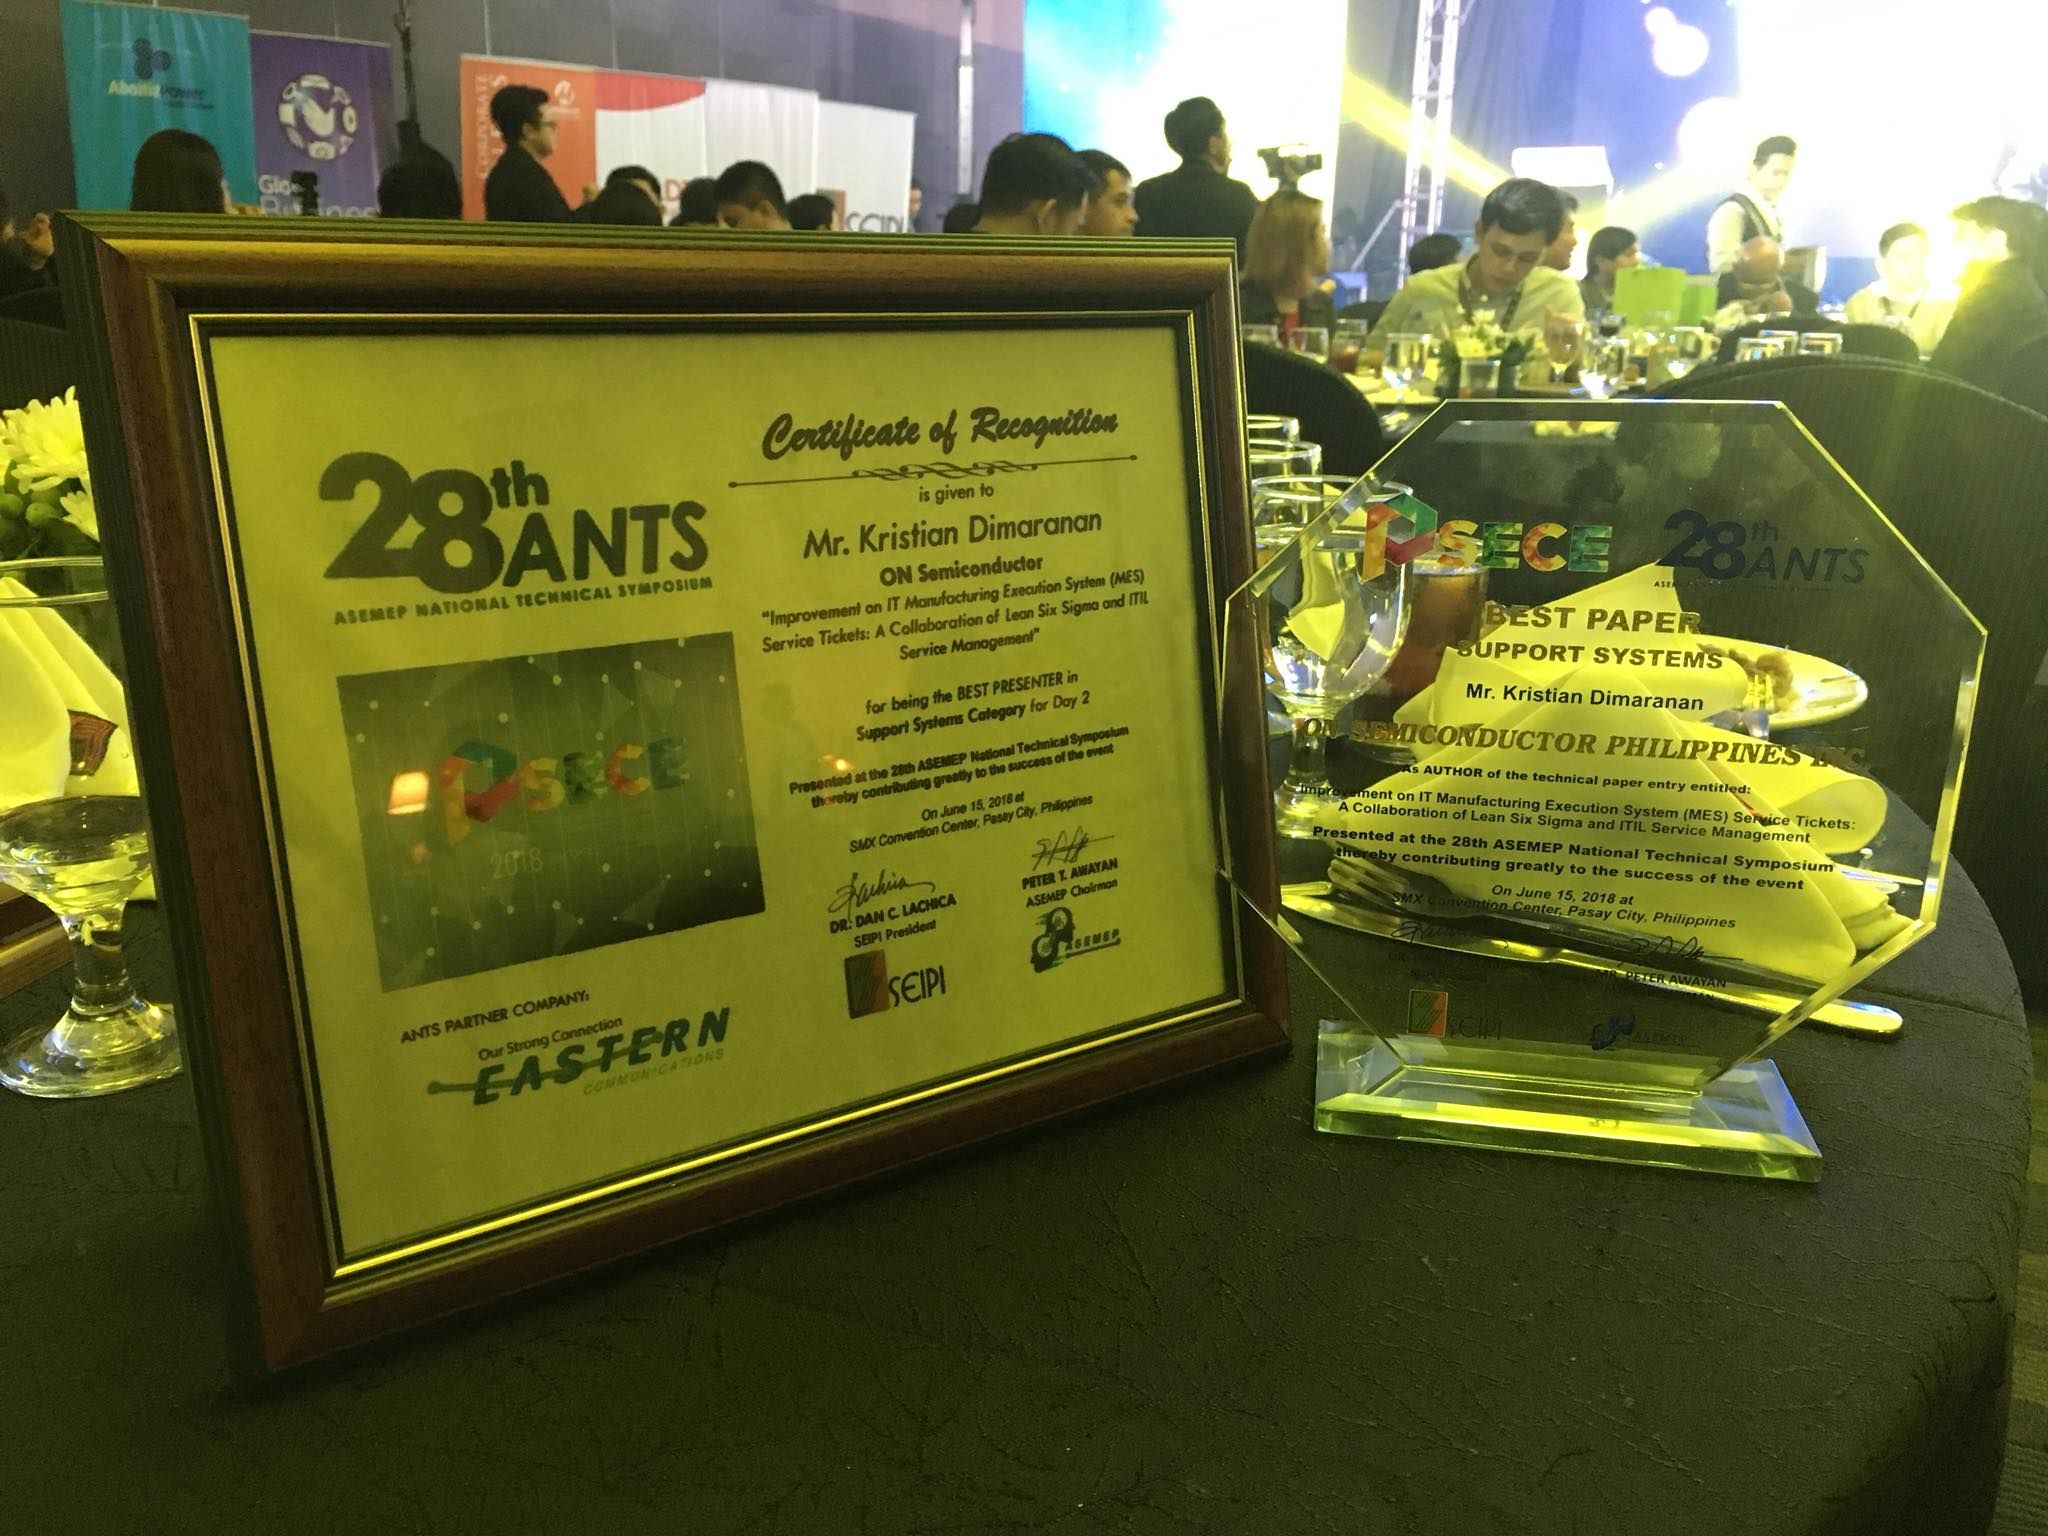 Aboitiz Power
CORPORATE
SEIPI
28th
ANTS
ASEMEP NATIONAL TECHNICAL SYMPOSIUM
PSECE
2018
ANTS PARTNER COMPANY:
Our Strong Connection
EASTERN
COMMUNICATIONS
Certificate of Recognition
is given to
Mr. Kristian Dimaranan
ON Semiconductor
"Improvement on IT Manufacturing Execution System (MES)
Service Tickets: A Collaboration of Lean Six Sigma and ITIL
Service Management"
for being the BEST PRESENTER in
Support Systems Category for Day 2
Presented at the 28th ASEMEP National Technical Symposium
thereby contributing greatly to the success of the event
On June 15, 2018 at
SMX Convention Center, Pasay City, Philippines
DR. DAN C. LACHICA
SEIPI President
SEIPI
PETER T. AWAYAN
ASEMEP Chairman
ASEMEP
PSECE
28th
ANTS
BEST PAPER
SUPPORT SYSTEMS
Mr. Kristian Dimaranan
ON SEMICONDUCTOR PHILIPPINES INC.
As AUTHOR of the technical paper entry entitled:
Improvement on IT Manufacturing Execution System (MES) Service Tickets:
A Collaboration of Lean Six Sigma and ITIL Service Management
Presented at the 28th ASEMEP National Technical Symposium
thereby contributing greatly to the success of the event
On June 15, 2018 at
SMX Convention Center, Pasay City, Philippines
MR. PETER AWAYAN
SEIPI
ASEMEP